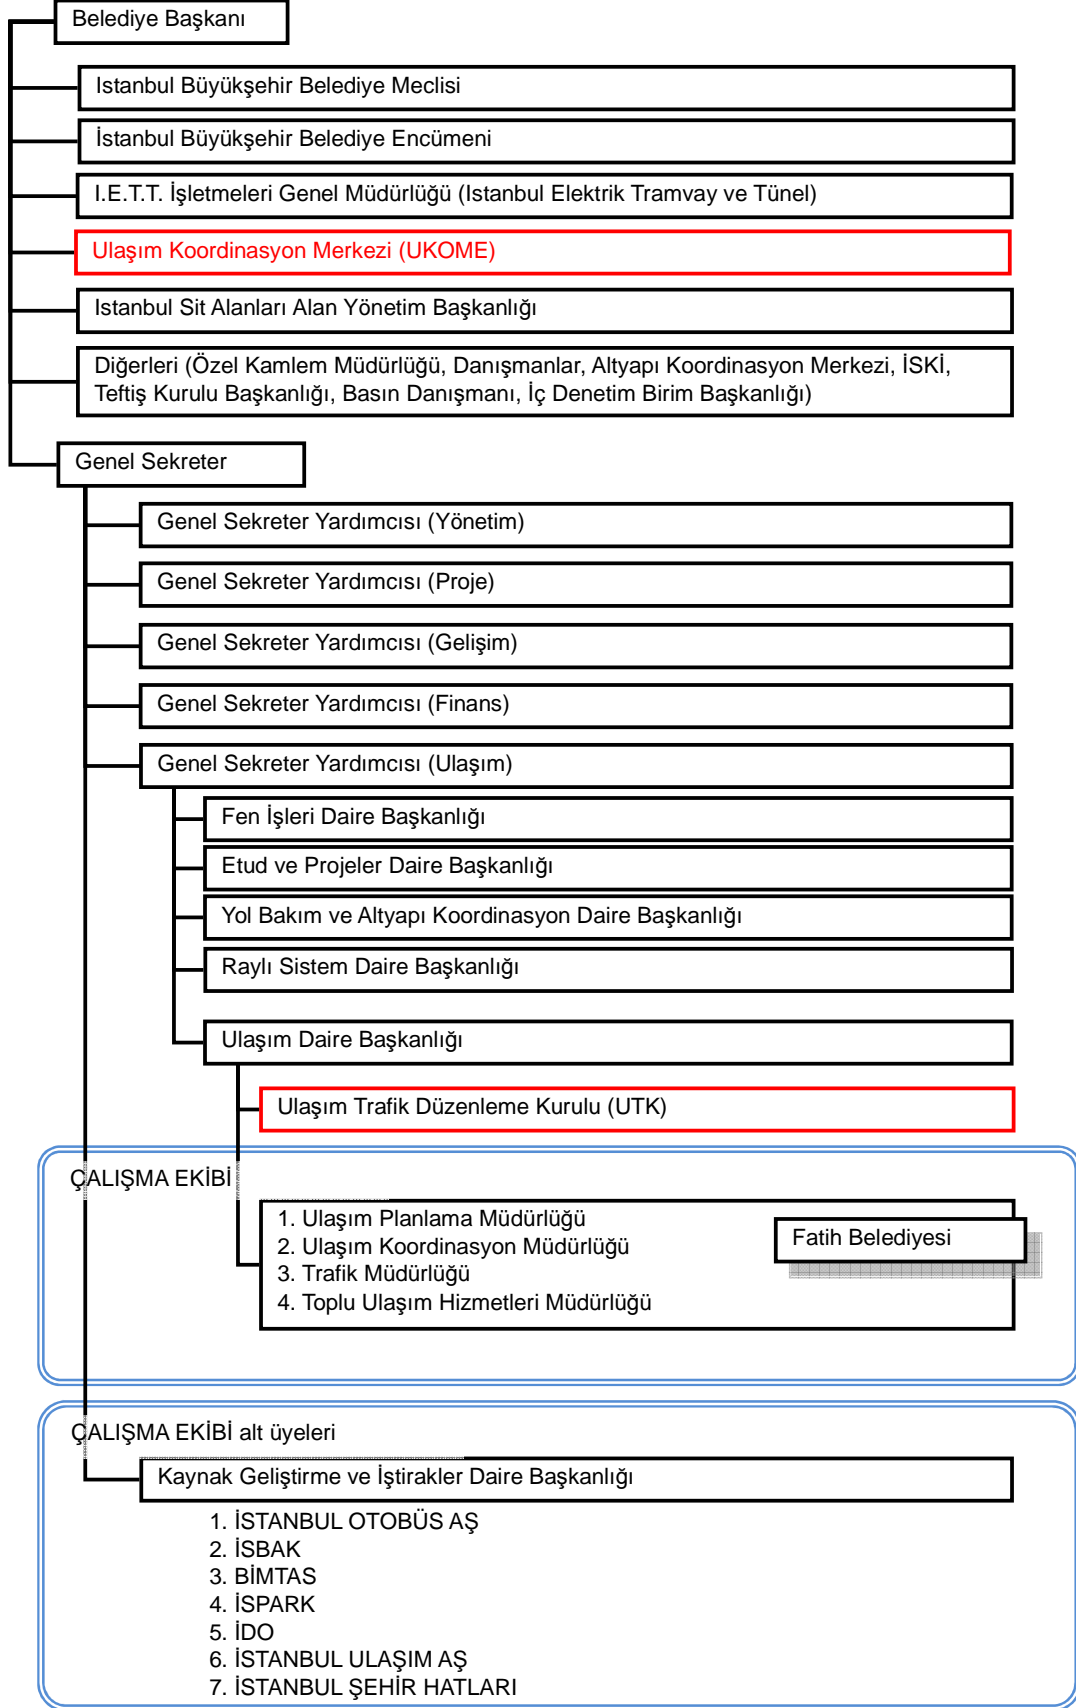 Belediye Başkanı
Istanbul Büyükşehir Belediye Meclisi
İstanbul Büyükşehir Belediye Encümeni
I.E.T.T. İşletmeleri Genel Müdürlüğü (Istanbul Elektrik Tramvay ve Tünel)
Ulaşım Koordinasyon Merkezi (UKOME)
Istanbul Sit Alanları Alan Yönetim Başkanlığı
Diğerleri (Özel Kamlem Müdürlüğü, Danışmanlar, Altyapı Koordinasyon Merkezi, İSKİ,
Teftiş Kurulu Başkanlığı, Basın Danışmanı, İç Denetim Birim Başkanlığı)
Genel Sekreter
Genel Sekreter Yardımcısı (Yönetim)
Genel Sekreter Yardımcısı (Proje)
Genel Sekreter Yardımcısı (Gelişim)
Genel Sekreter Yardımcısı (Finans)
Genel Sekreter Yardımcısı (Ulaşım)
Fen İşleri Daire Başkanlığı
Etud ve Projeler Daire Başkanlığı
Yol Bakım ve Altyapı Koordinasyon Daire Başkanlığı
Raylı Sistem Daire Başkanlığı
Ulaşım Daire Başkanlığı
Ulaşım Trafik Düzenleme Kurulu (UTK)
ÇALIŞMA EKİBİ
1. Ulaşım Planlama Müdürlüğü
2. Ulaşım Koordinasyon Müdürlüğü
3. Trafik Müdürlüğü
4. Toplu Ulaşım Hizmetleri Müdürlüğü
Fatih Belediyesi
ÇALIŞMA EKİBİ alt üyeleri
Kaynak Geliştirme ve İştirakler Daire Başkanlığı
1. İSTANBUL OTOBÜS AŞ
2. İSBAK
3. BİMTAS
4. İSPARK
5. İDO
6. İSTANBUL ULAŞIM AŞ
7. İSTANBUL ŞEHİR HATLARI